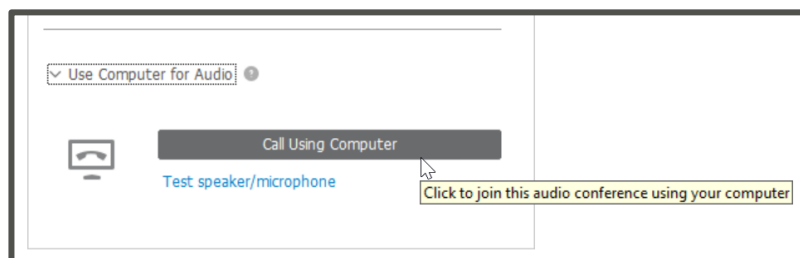 Use Computer for Audio
Call Using Computer
Test speaker/microphone
Click to join this audio conference using your computer